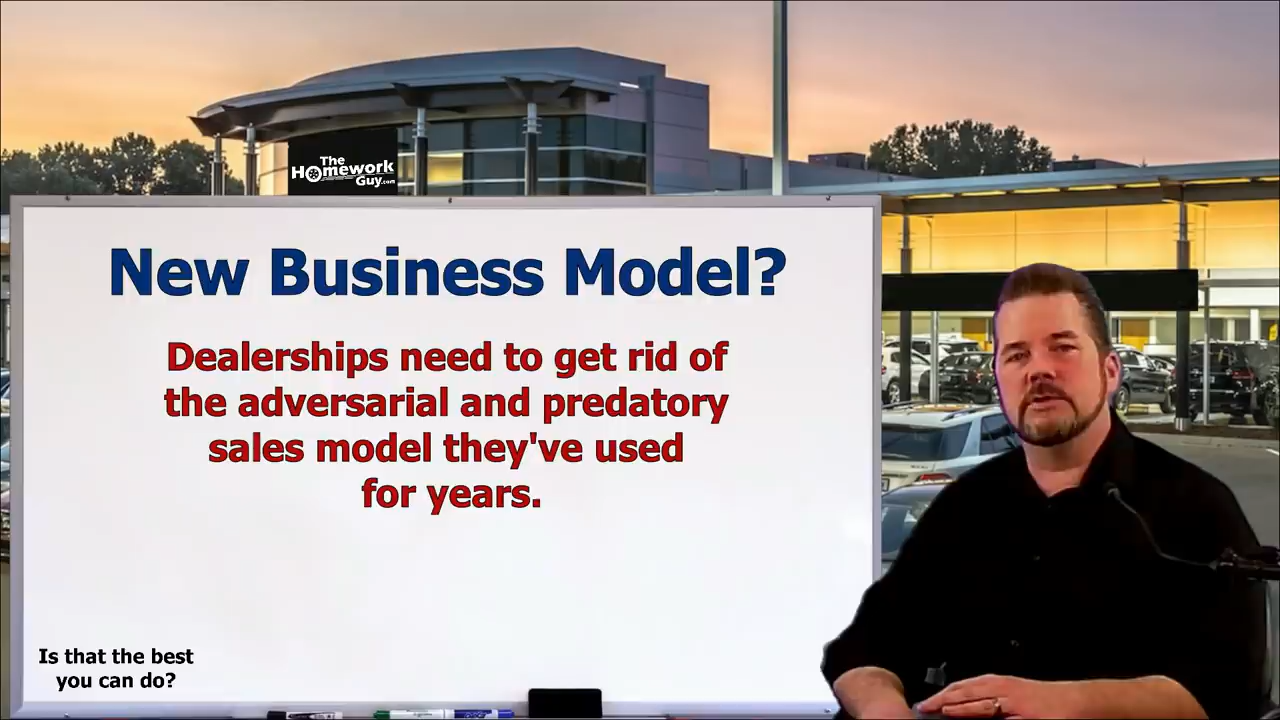 The
Homework
Guy.com
New Business Model?
Dealerships need to get rid of
the adversarial and predatory
sales model they've used
for years.
Is that the best
you can do?